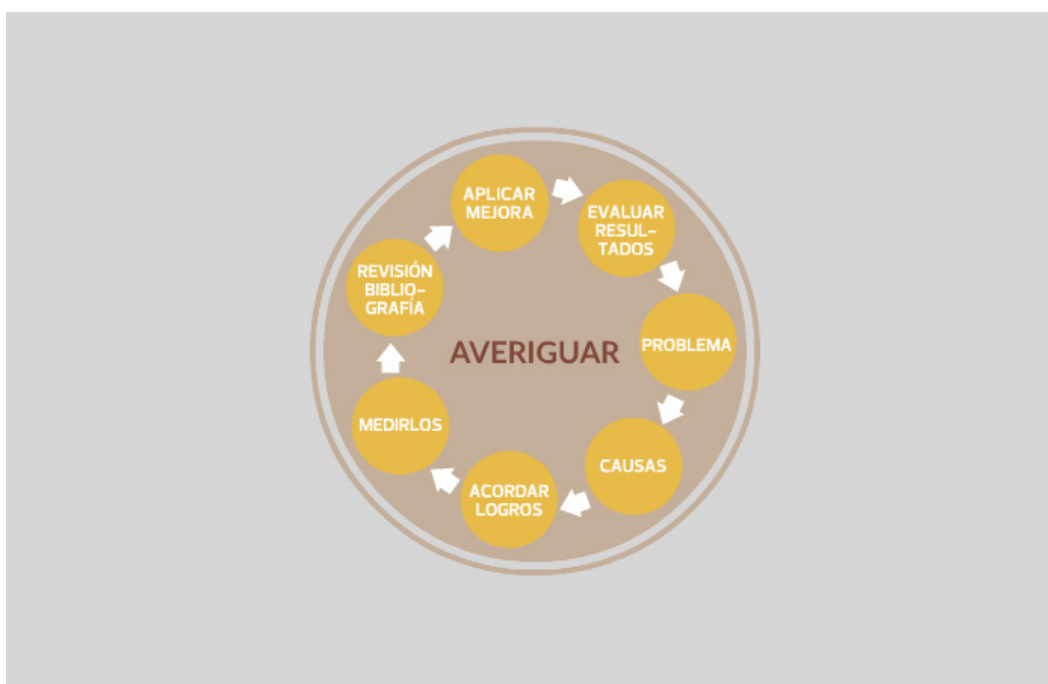 APLICAR
MEJORA
EVALUAR
RESUL-
TADOS
PROBLEMA
CAUSAS
ACORDAR
LOGROS
MEDIRLOS
REVISIÓN
BIBLIO-
GRAFÍA
AVERIGUAR